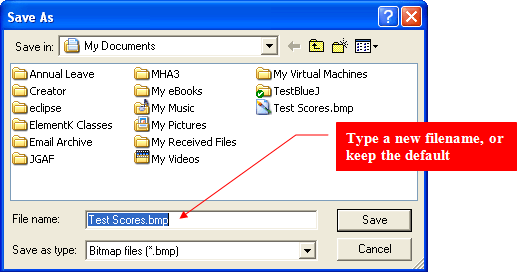 Save As
Save in: My Documents
Annual Leave
Creator
eclipse
ElementK Classes
Email Archive
JGAF
MHA3
My eBooks
My Music
My Pictures
My Received Files
My Videos
My Virtual Machines
TestBlueJ
Test Scores.bmp
Type a new filename, or
keep the default
File name: Test Scores.bmp Save
Save as type: Bitmap files (*.bmp) Cancel